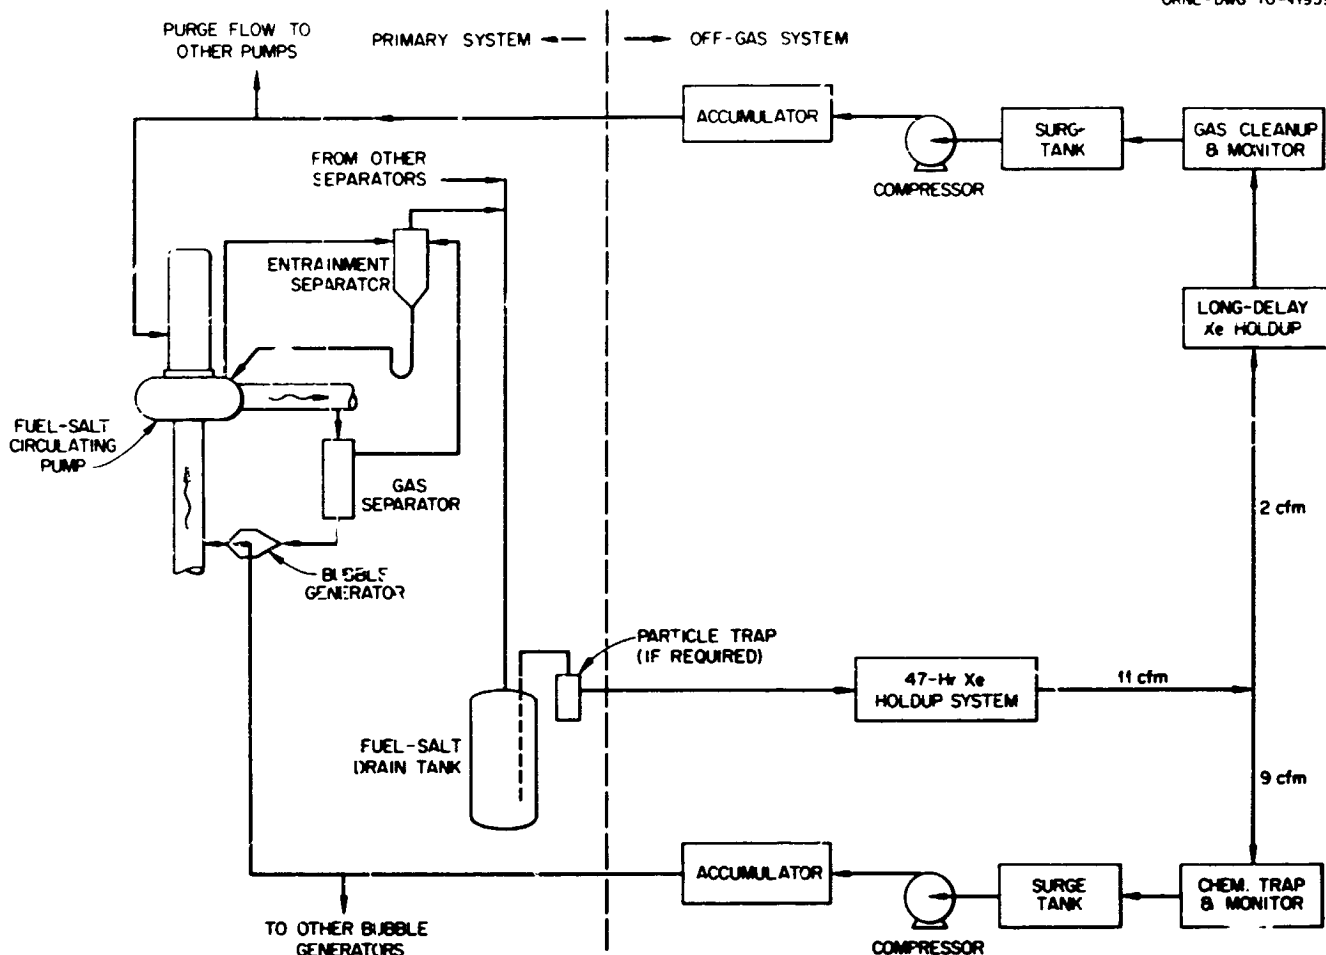 PURGE FLOW TO
OTHER PUMPS
PRIMARY SYSTEM
OFF-GAS SYSTEM
ACCUMULATOR
COMPRESSOR
SURG-
TANK
GAS CLEANUP
& MONITOR
FROM OTHER
SEPARATORS
ENTRAINMENT
SEPARATOR
LONG-DELAY
Xe HOLDUP
FUEL-SALT
CIRCULATING
PUMP
GAS
SEPARATOR
2 cfm
BUBBLE
GENERATOR
PARTICLE TRAP
(IF REQUIRED)
47-Hr Xe
HOLDUP SYSTEM
11 cfm
FUEL-SALT
DRAIN TANK
9 cfm
ACCUMULATOR
COMPRESSOR
SURGE
TANK
CHEM. TRAP
& MONITOR
TO OTHER BUBBLE
GENERATORS